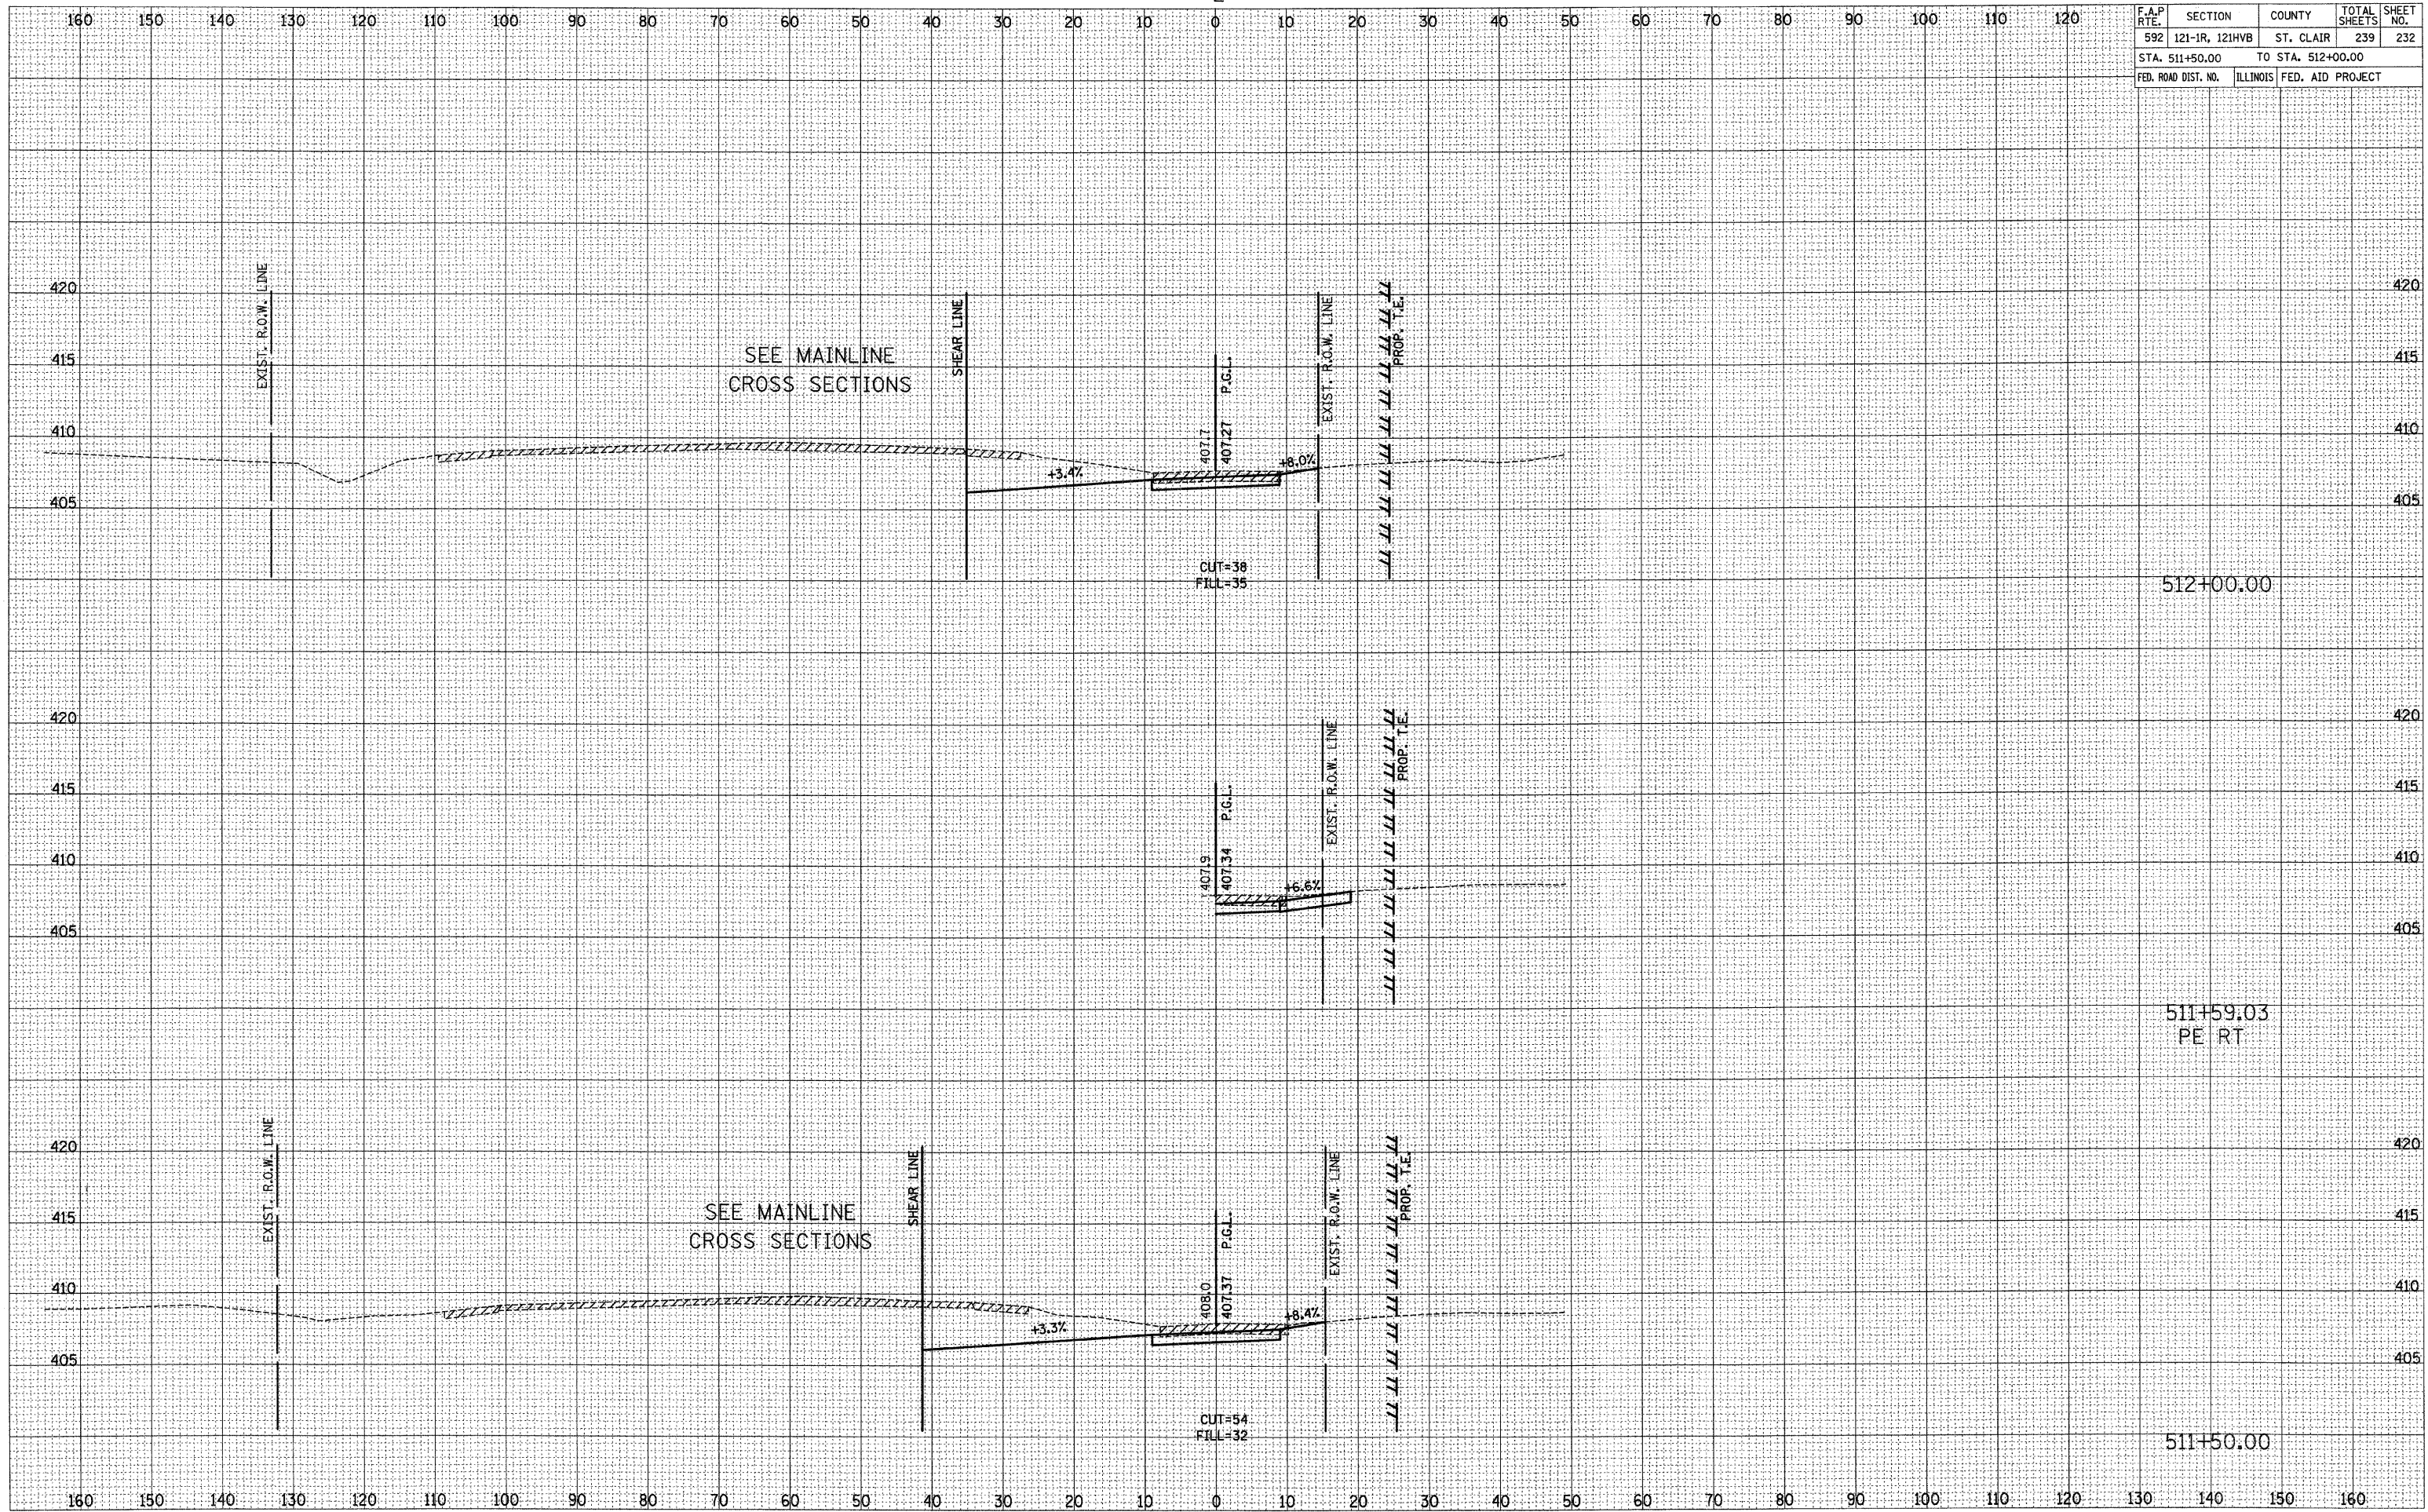 160 150 140 130 120 110 100 90 80 70 60 50 40 30 20 10 0 10 20 30 40 50 60 70 80 90 100 110 120
F.A.P. RTE. SECTION COUNTY TOTAL SHEETS SHEET NO.
592 121-1R, 121HVB ST. CLAIR 239 232
STA. 511+50.00 TO STA. 512+00.00
FED. ROAD DIST. NO. ILLINOIS FED. AID PROJECT
EXIST. R.O.W. LINE
SEE MAINLINE
CROSS SECTIONS
SHEAR LINE
P.G.L.
407.7
407.27
EXIST. R.O.W. LINE
PROP. T.E.
420 420
415 415
410 410
405 405
+3.4%
+8.0%
CUT=38
FILL=35
512+00.00
P.G.L.
407.9
407.34
EXIST. R.O.W. LINE
PROP. T.E.
420 420
415 415
410 410
405 405
+6.6%
511+59.03
PE RT
EXIST. R.O.W. LINE
SEE MAINLINE
CROSS SECTIONS
SHEAR LINE
P.G.L.
408.0
407.37
EXIST. R.O.W. LINE
PROP. T.E.
420 420
415 415
410 410
405 405
+3.3%
+8.4%
CUT=54
FILL=32
511+50.00
160 150 140 130 120 110 100 90 80 70 60 50 40 30 20 10 0 10 20 30 40 50 60 70 80 90 100 110 120 130 140 150 160